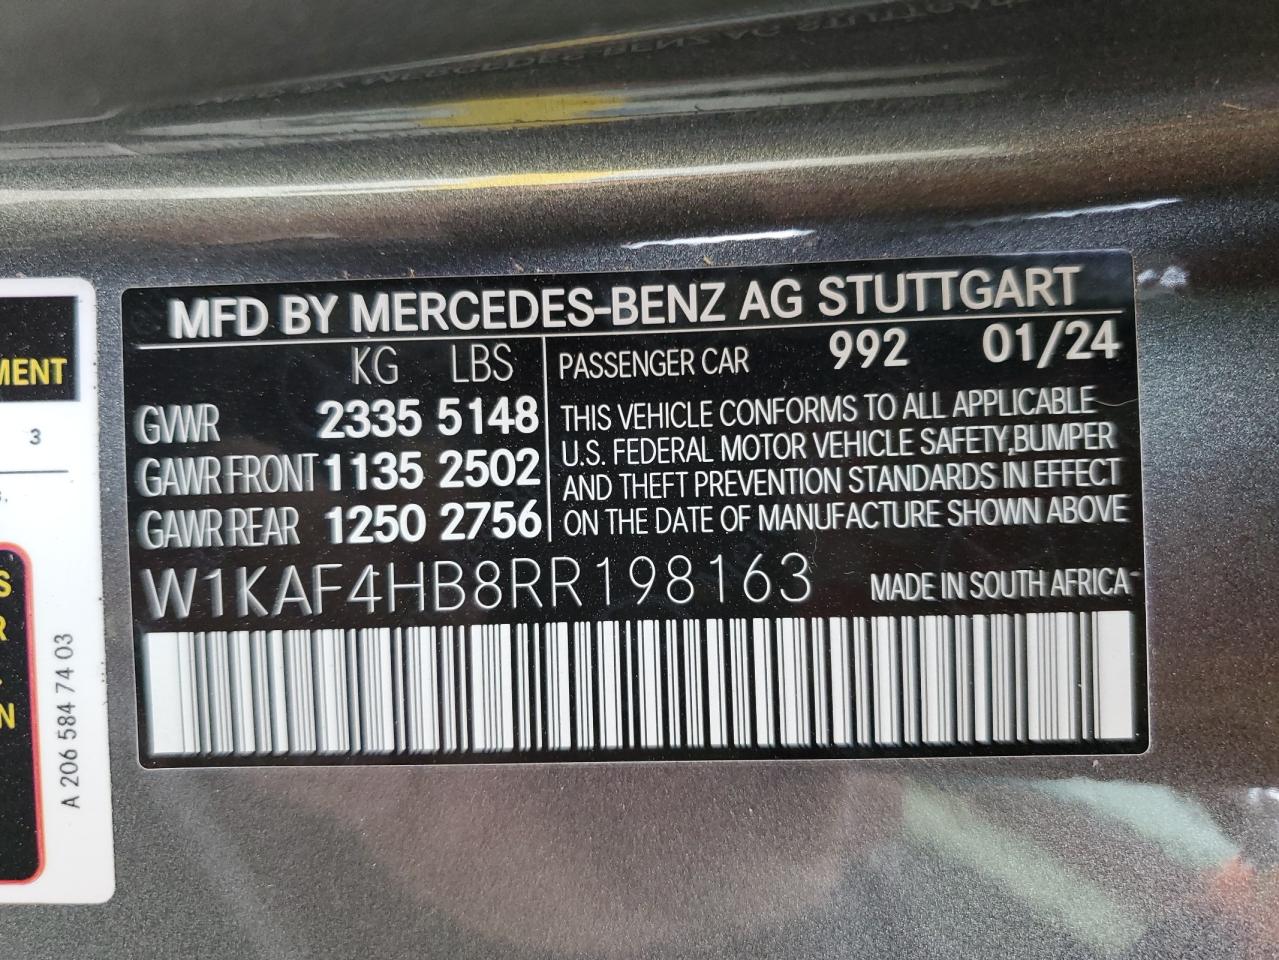 MFD BY MERCEDES-BENZ AG STUTTGART
KG LBS
PASSENGER CAR 992 01/24
GVWR 2335 5148
GAWR FRONT 1135 2502
GAWR REAR 1250 2756
THIS VEHICLE CONFORMS TO ALL APPLICABLE
U.S. FEDERAL MOTOR VEHICLE SAFETY,BUMPER
AND THEFT PREVENTION STANDARDS IN EFFECT
ON THE DATE OF MANUFACTURE SHOWN ABOVE
W1KAF4HB8RR198163
MADE IN SOUTH AFRICA
MENT
3
S
R
N
A 206 584 74 03